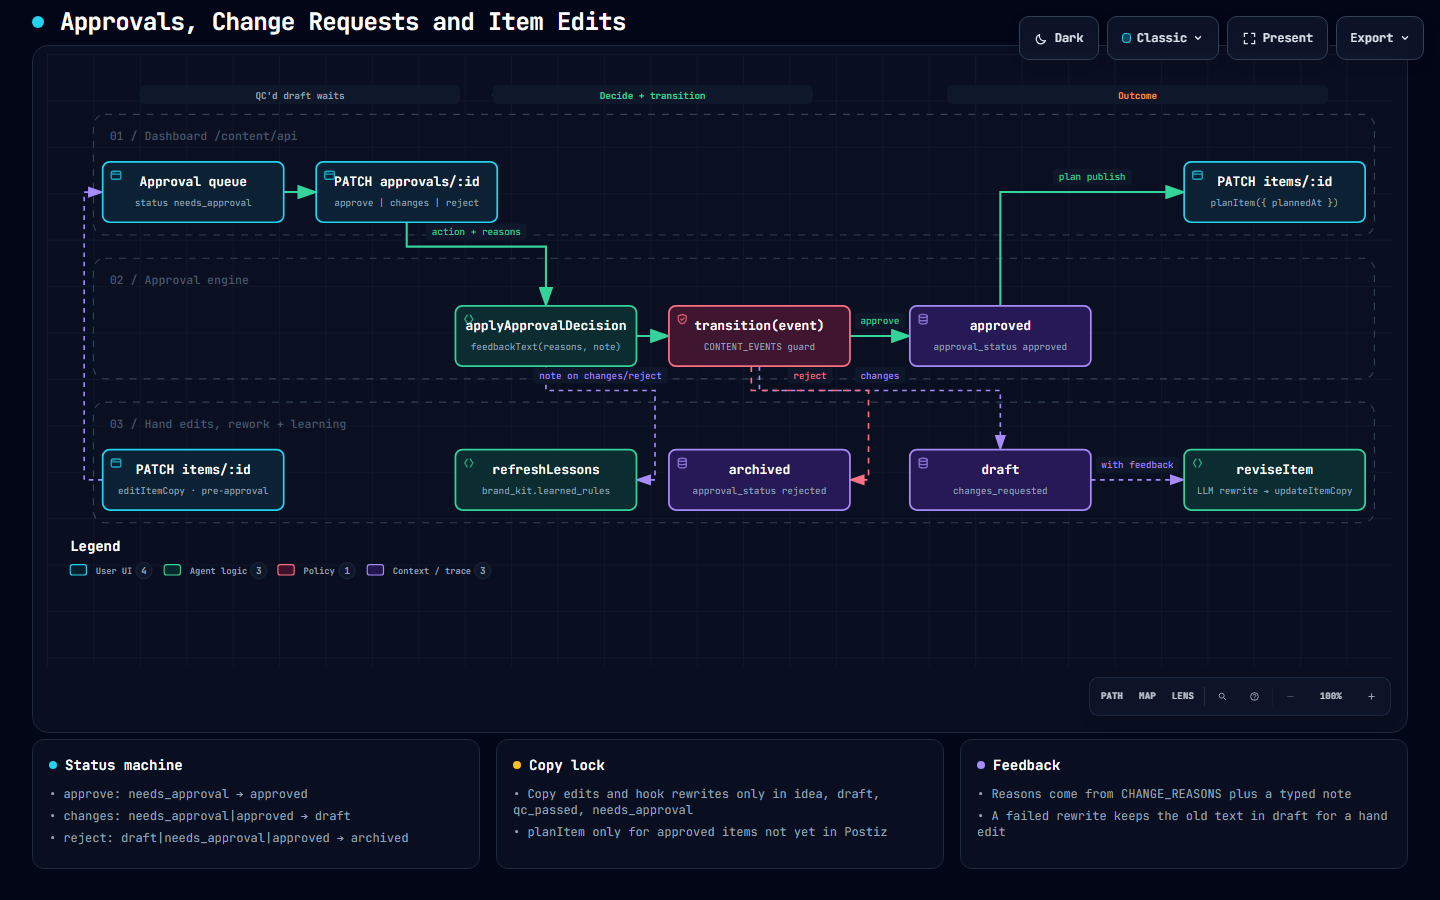 Approvals, Change Requests and Item Edits
Dark
Classic
Present
Export
QC'd draft waits
Decide + transition
Outcome
01 / Dashboard /content/api
Approval queue
status needs_approval
PATCH approvals/:id
approve | changes | reject
plan publish
PATCH items/:id
planItem({ plannedAt })
action + reasons
02 / Approval engine
applyApprovalDecision
feedbackText(reasons, note)
transition(event)
CONTENT_EVENTS guard
approve
approved
approval_status approved
note on changes/reject
reject
changes
03 / Hand edits, rework + learning
PATCH items/:id
editItemCopy · pre-approval
refreshLessons
brand_kit.learned_rules
archived
approval_status rejected
draft
changes_requested
with feedback
reviseItem
LLM rewrite → updateItemCopy
Legend
User UI 4
Agent logic 3
Policy 1
Context / trace 3
PATH
MAP
LENS
100%
Status machine
• approve: needs_approval → approved
• changes: needs_approval|approved → draft
• reject: draft|needs_approval|approved → archived
Copy lock
• Copy edits and hook rewrites only in idea, draft,
qc_passed, needs_approval
• planItem only for approved items not yet in Postiz
Feedback
• Reasons come from CHANGE_REASONS plus a typed note
• A failed rewrite keeps the old text in draft for a hand
edit